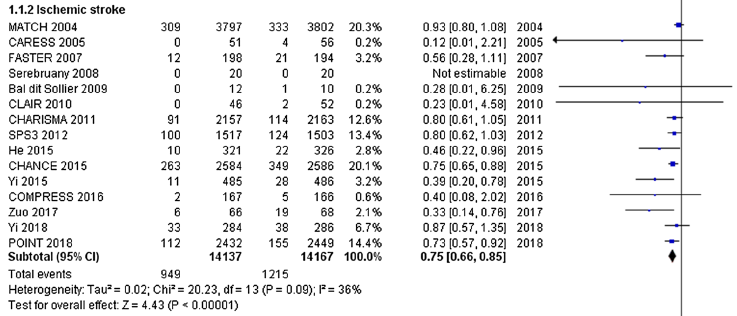 1.1.2 Ischemic stroke
MATCH 2004 309 3797 333 3802 20.3% 0.93 [0.80, 1.08] 2004
CARESS 2005 0 51 4 56 0.2% 0.12 [0.01, 2.21] 2005
FASTER 2007 12 198 21 194 3.2% 0.56 [0.28, 1.11] 2007
Serebruany 2008 0 20 0 20 Not estimable 2008
Bal dit Sollier 2009 0 12 1 10 0.2% 0.28 [0.01, 6.25] 2009
CLAIR 2010 0 46 2 52 0.2% 0.23 [0.01, 4.58] 2010
CHARISMA 2011 91 2157 114 2163 12.6% 0.80 [0.61, 1.05] 2011
SPS3 2012 100 1517 124 1503 13.4% 0.80 [0.62, 1.03] 2012
He 2015 10 321 22 326 2.8% 0.46 [0.22, 0.96] 2015
CHANCE 2015 263 2584 349 2586 20.1% 0.75 [0.65, 0.88] 2015
Yi 2015 11 485 28 486 3.2% 0.39 [0.20, 0.78] 2015
COMPRESS 2016 2 167 5 166 0.6% 0.40 [0.08, 2.02] 2016
Zuo 2017 6 66 19 68 2.1% 0.33 [0.14, 0.76] 2017
Yi 2018 33 284 38 286 6.7% 0.87 [0.57, 1.35] 2018
POINT 2018 112 2432 155 2449 14.4% 0.73 [0.57, 0.92] 2018
Subtotal (95% CI) 14137 14167 100.0% 0.75 [0.66, 0.85]
Total events 949 1215
Heterogeneity: Tau² = 0.02; Chi² = 20.23, df = 13 (P = 0.09); I² = 36%
Test for overall effect: Z = 4.43 (P < 0.00001)